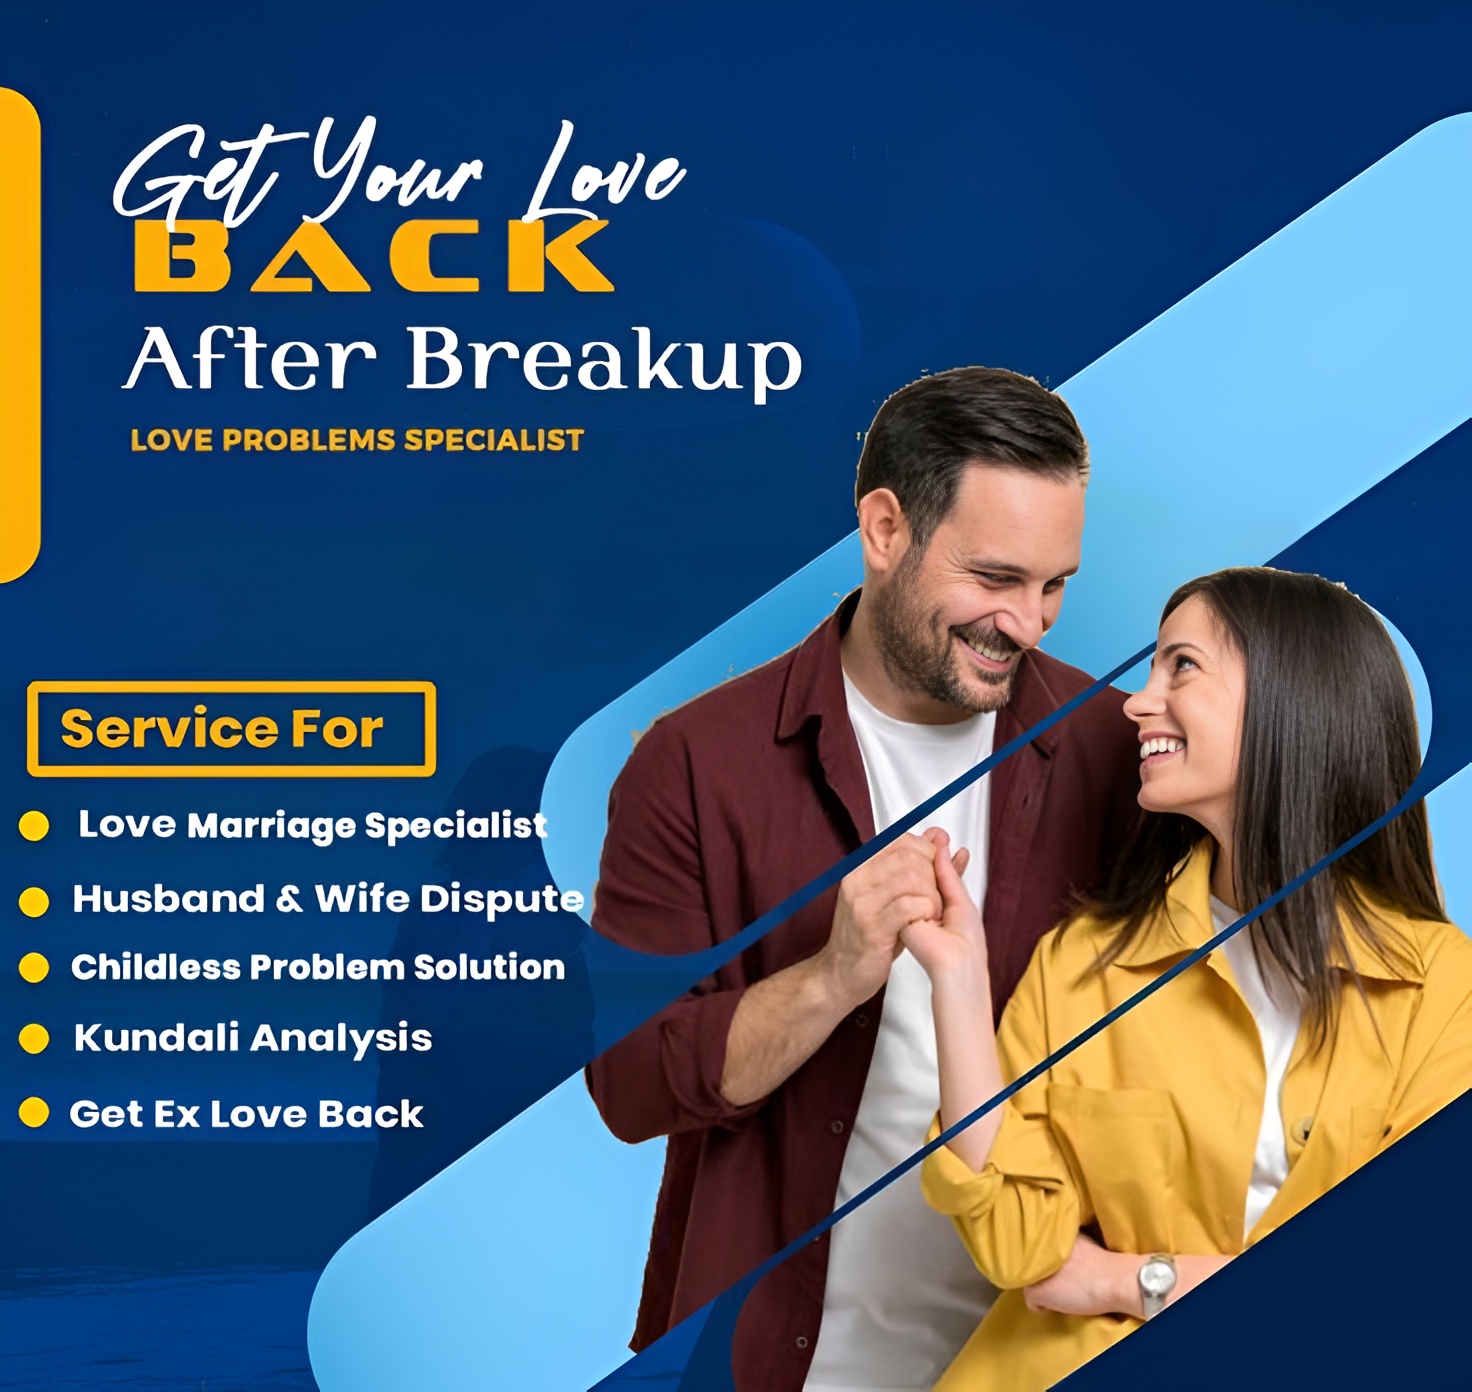 Get Your Love
BACK
After Breakup
LOVE PROBLEMS SPECIALIST
Service For
Love Marriage Specialist
Husband & Wife Dispute
Childless Problem Solution
Kundali Analysis
Get Ex Love Back